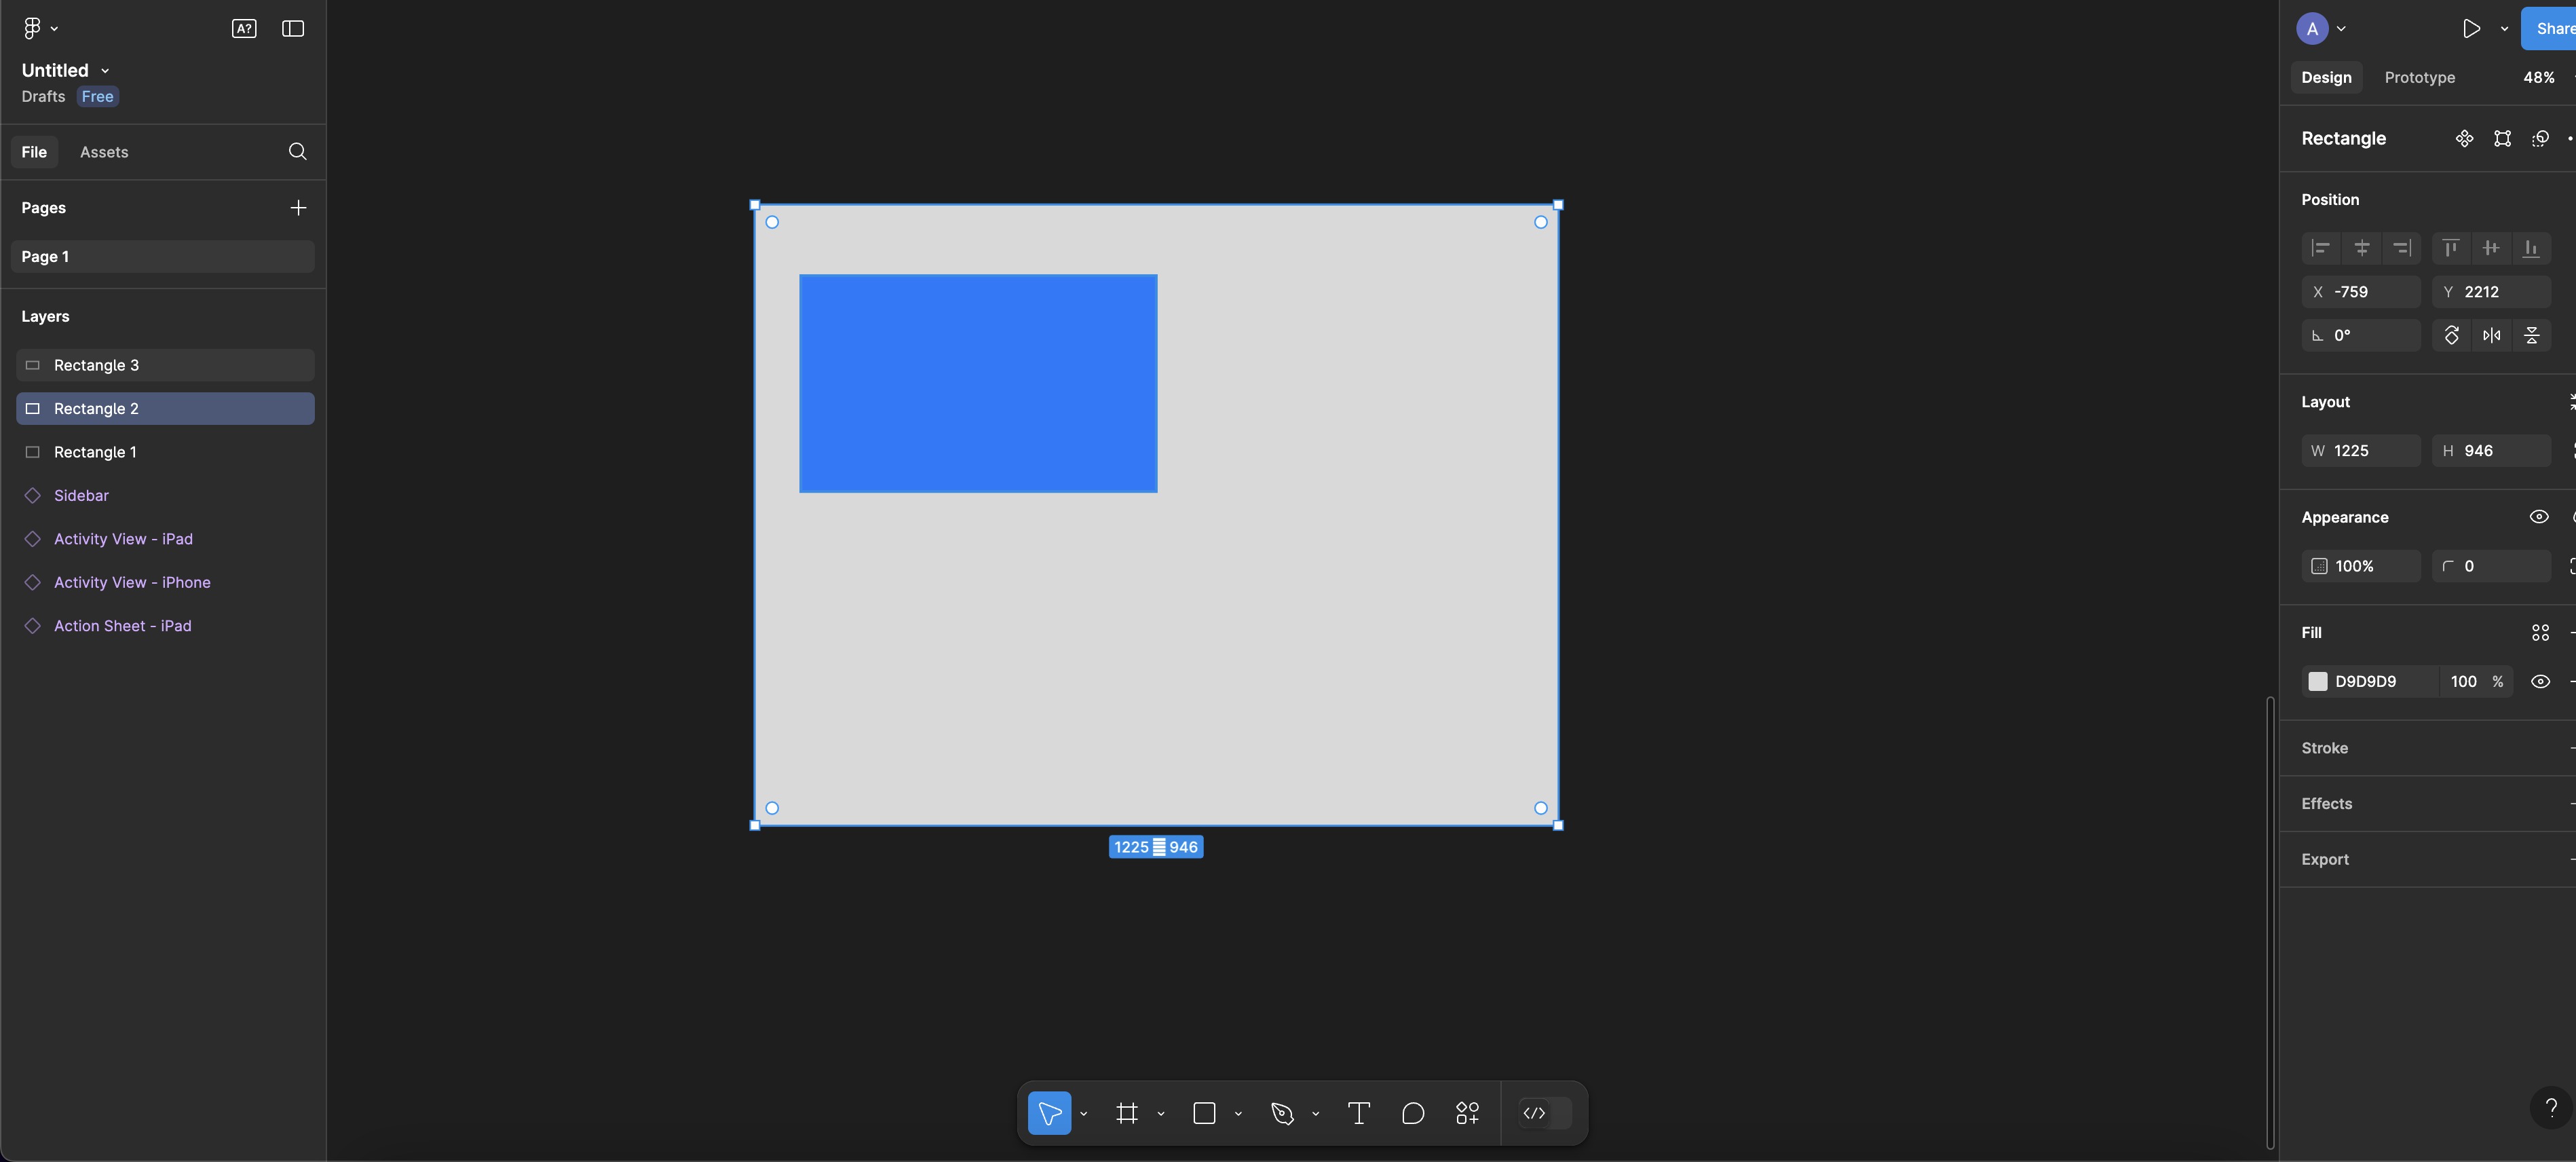 A?
Untitled
Drafts Free
File Assets
Pages
Page 1
Layers
Rectangle 3
Rectangle 2
Rectangle 1
Sidebar
Activity View - iPad
Activity View - iPhone
Action Sheet - iPad
1225 946
A
Share
Design Prototype 48%
Rectangle
Position
X -759 Y 2212
0°
Layout
W 1225 H 946
Appearance
100% 0
Fill
D9D9D9 100 %
Stroke
Effects
Export
?